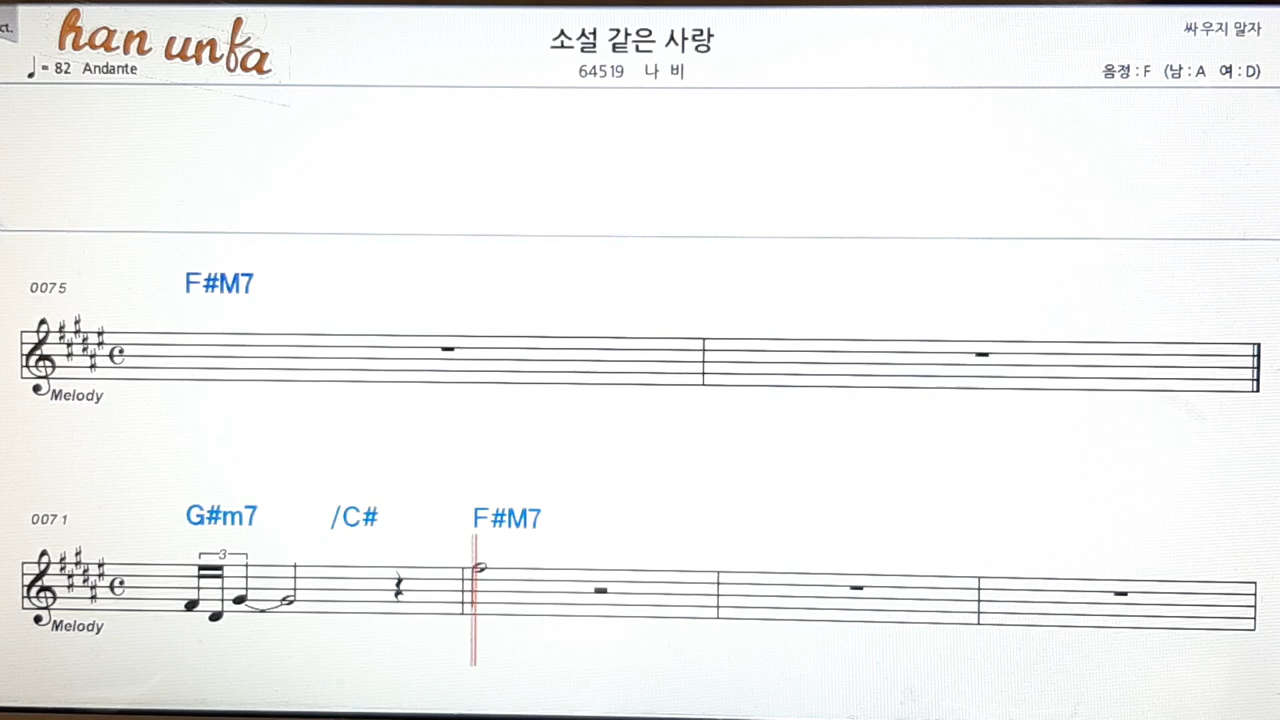 ct.
han unfa
♩= 82 Andante
소설 같은 사랑
64519 나 비
싸우지 말자
음정 : F (남 : A 여 : D)
0075
F#M7
Melody
0071
G#m7 /C# F#M7
3
Melody